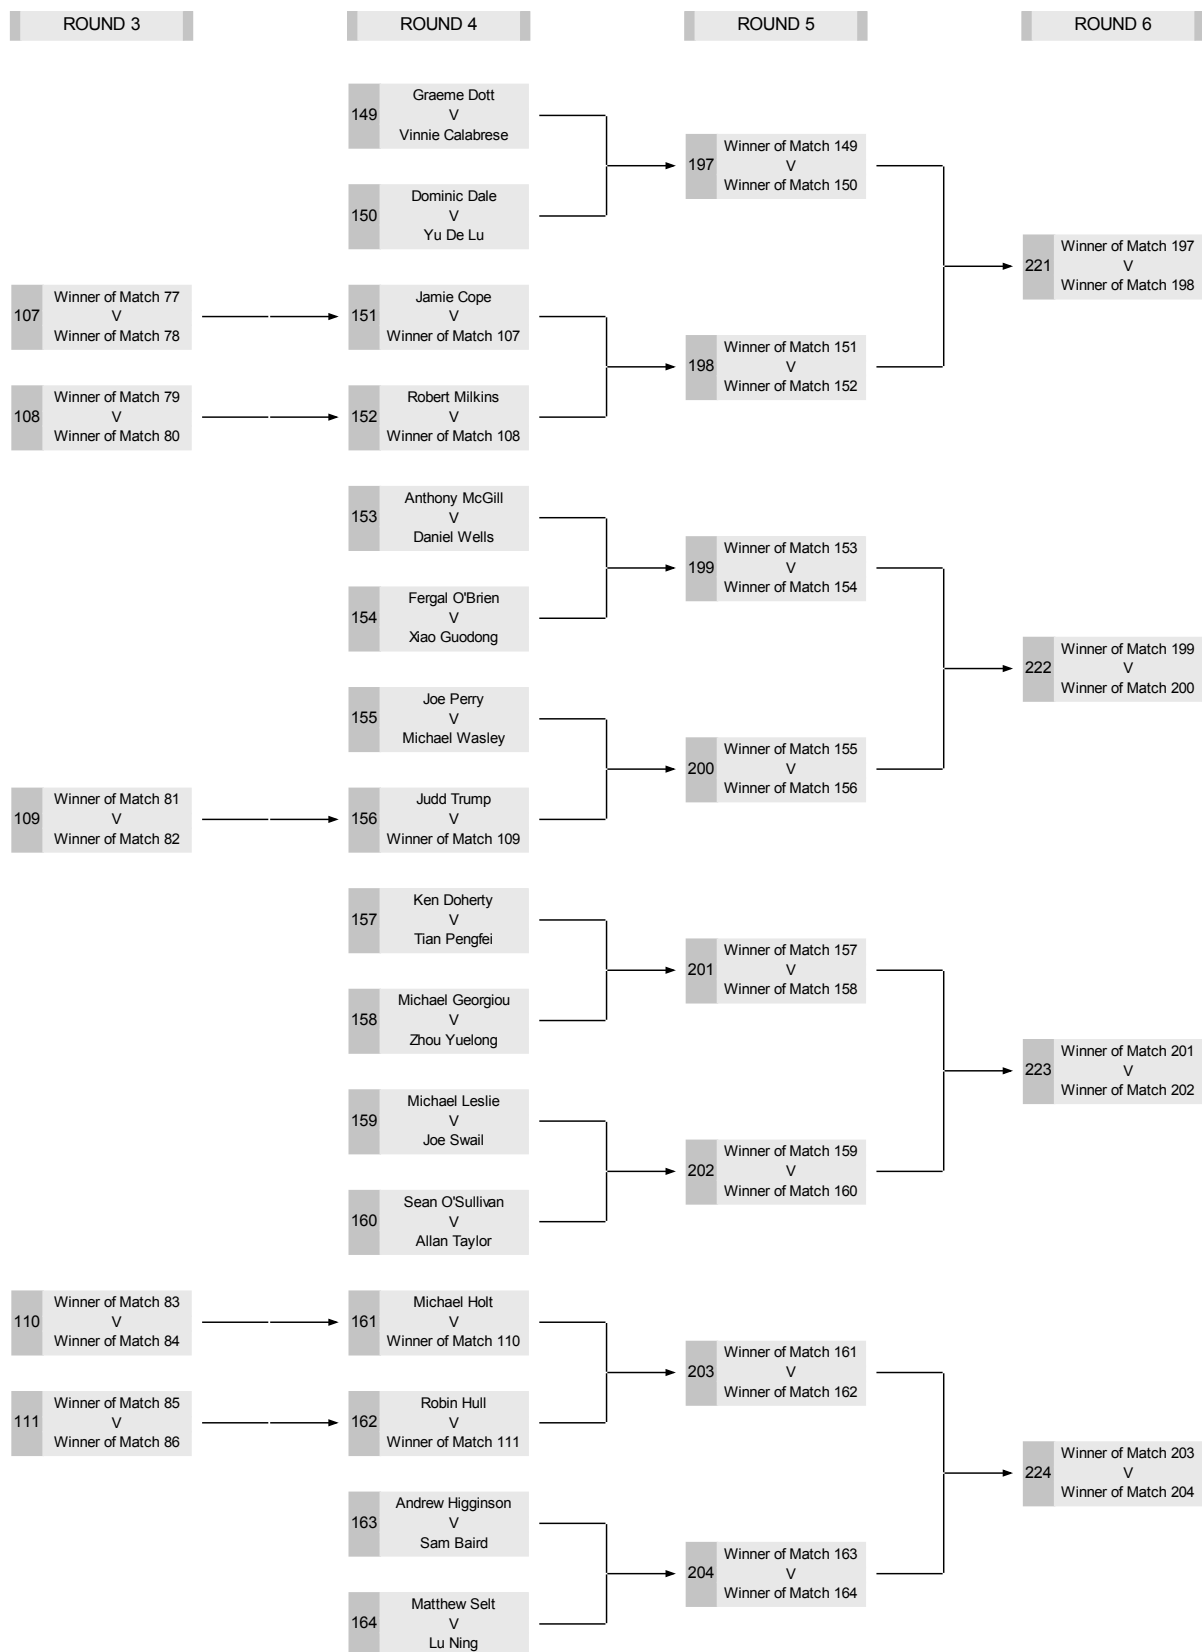 ROUND 3
ROUND 4
ROUND 5
ROUND 6
149
Graeme Dott
V
Vinnie Calabrese
197
Winner of Match 149
V
Winner of Match 150
150
Dominic Dale
V
Yu De Lu
221
Winner of Match 197
V
Winner of Match 198
107
Winner of Match 77
V
Winner of Match 78
151
Jamie Cope
V
Winner of Match 107
198
Winner of Match 151
V
Winner of Match 152
108
Winner of Match 79
V
Winner of Match 80
152
Robert Milkins
V
Winner of Match 108
153
Anthony McGill
V
Daniel Wells
199
Winner of Match 153
V
Winner of Match 154
154
Fergal O'Brien
V
Xiao Guodong
222
Winner of Match 199
V
Winner of Match 200
155
Joe Perry
V
Michael Wasley
200
Winner of Match 155
V
Winner of Match 156
109
Winner of Match 81
V
Winner of Match 82
156
Judd Trump
V
Winner of Match 109
157
Ken Doherty
V
Tian Pengfei
201
Winner of Match 157
V
Winner of Match 158
158
Michael Georgiou
V
Zhou Yuelong
223
Winner of Match 201
V
Winner of Match 202
159
Michael Leslie
V
Joe Swail
202
Winner of Match 159
V
Winner of Match 160
160
Sean O'Sullivan
V
Allan Taylor
110
Winner of Match 83
V
Winner of Match 84
161
Michael Holt
V
Winner of Match 110
203
Winner of Match 161
V
Winner of Match 162
111
Winner of Match 85
V
Winner of Match 86
162
Robin Hull
V
Winner of Match 111
224
Winner of Match 203
V
Winner of Match 204
163
Andrew Higginson
V
Sam Baird
204
Winner of Match 163
V
Winner of Match 164
164
Matthew Selt
V
Lu Ning